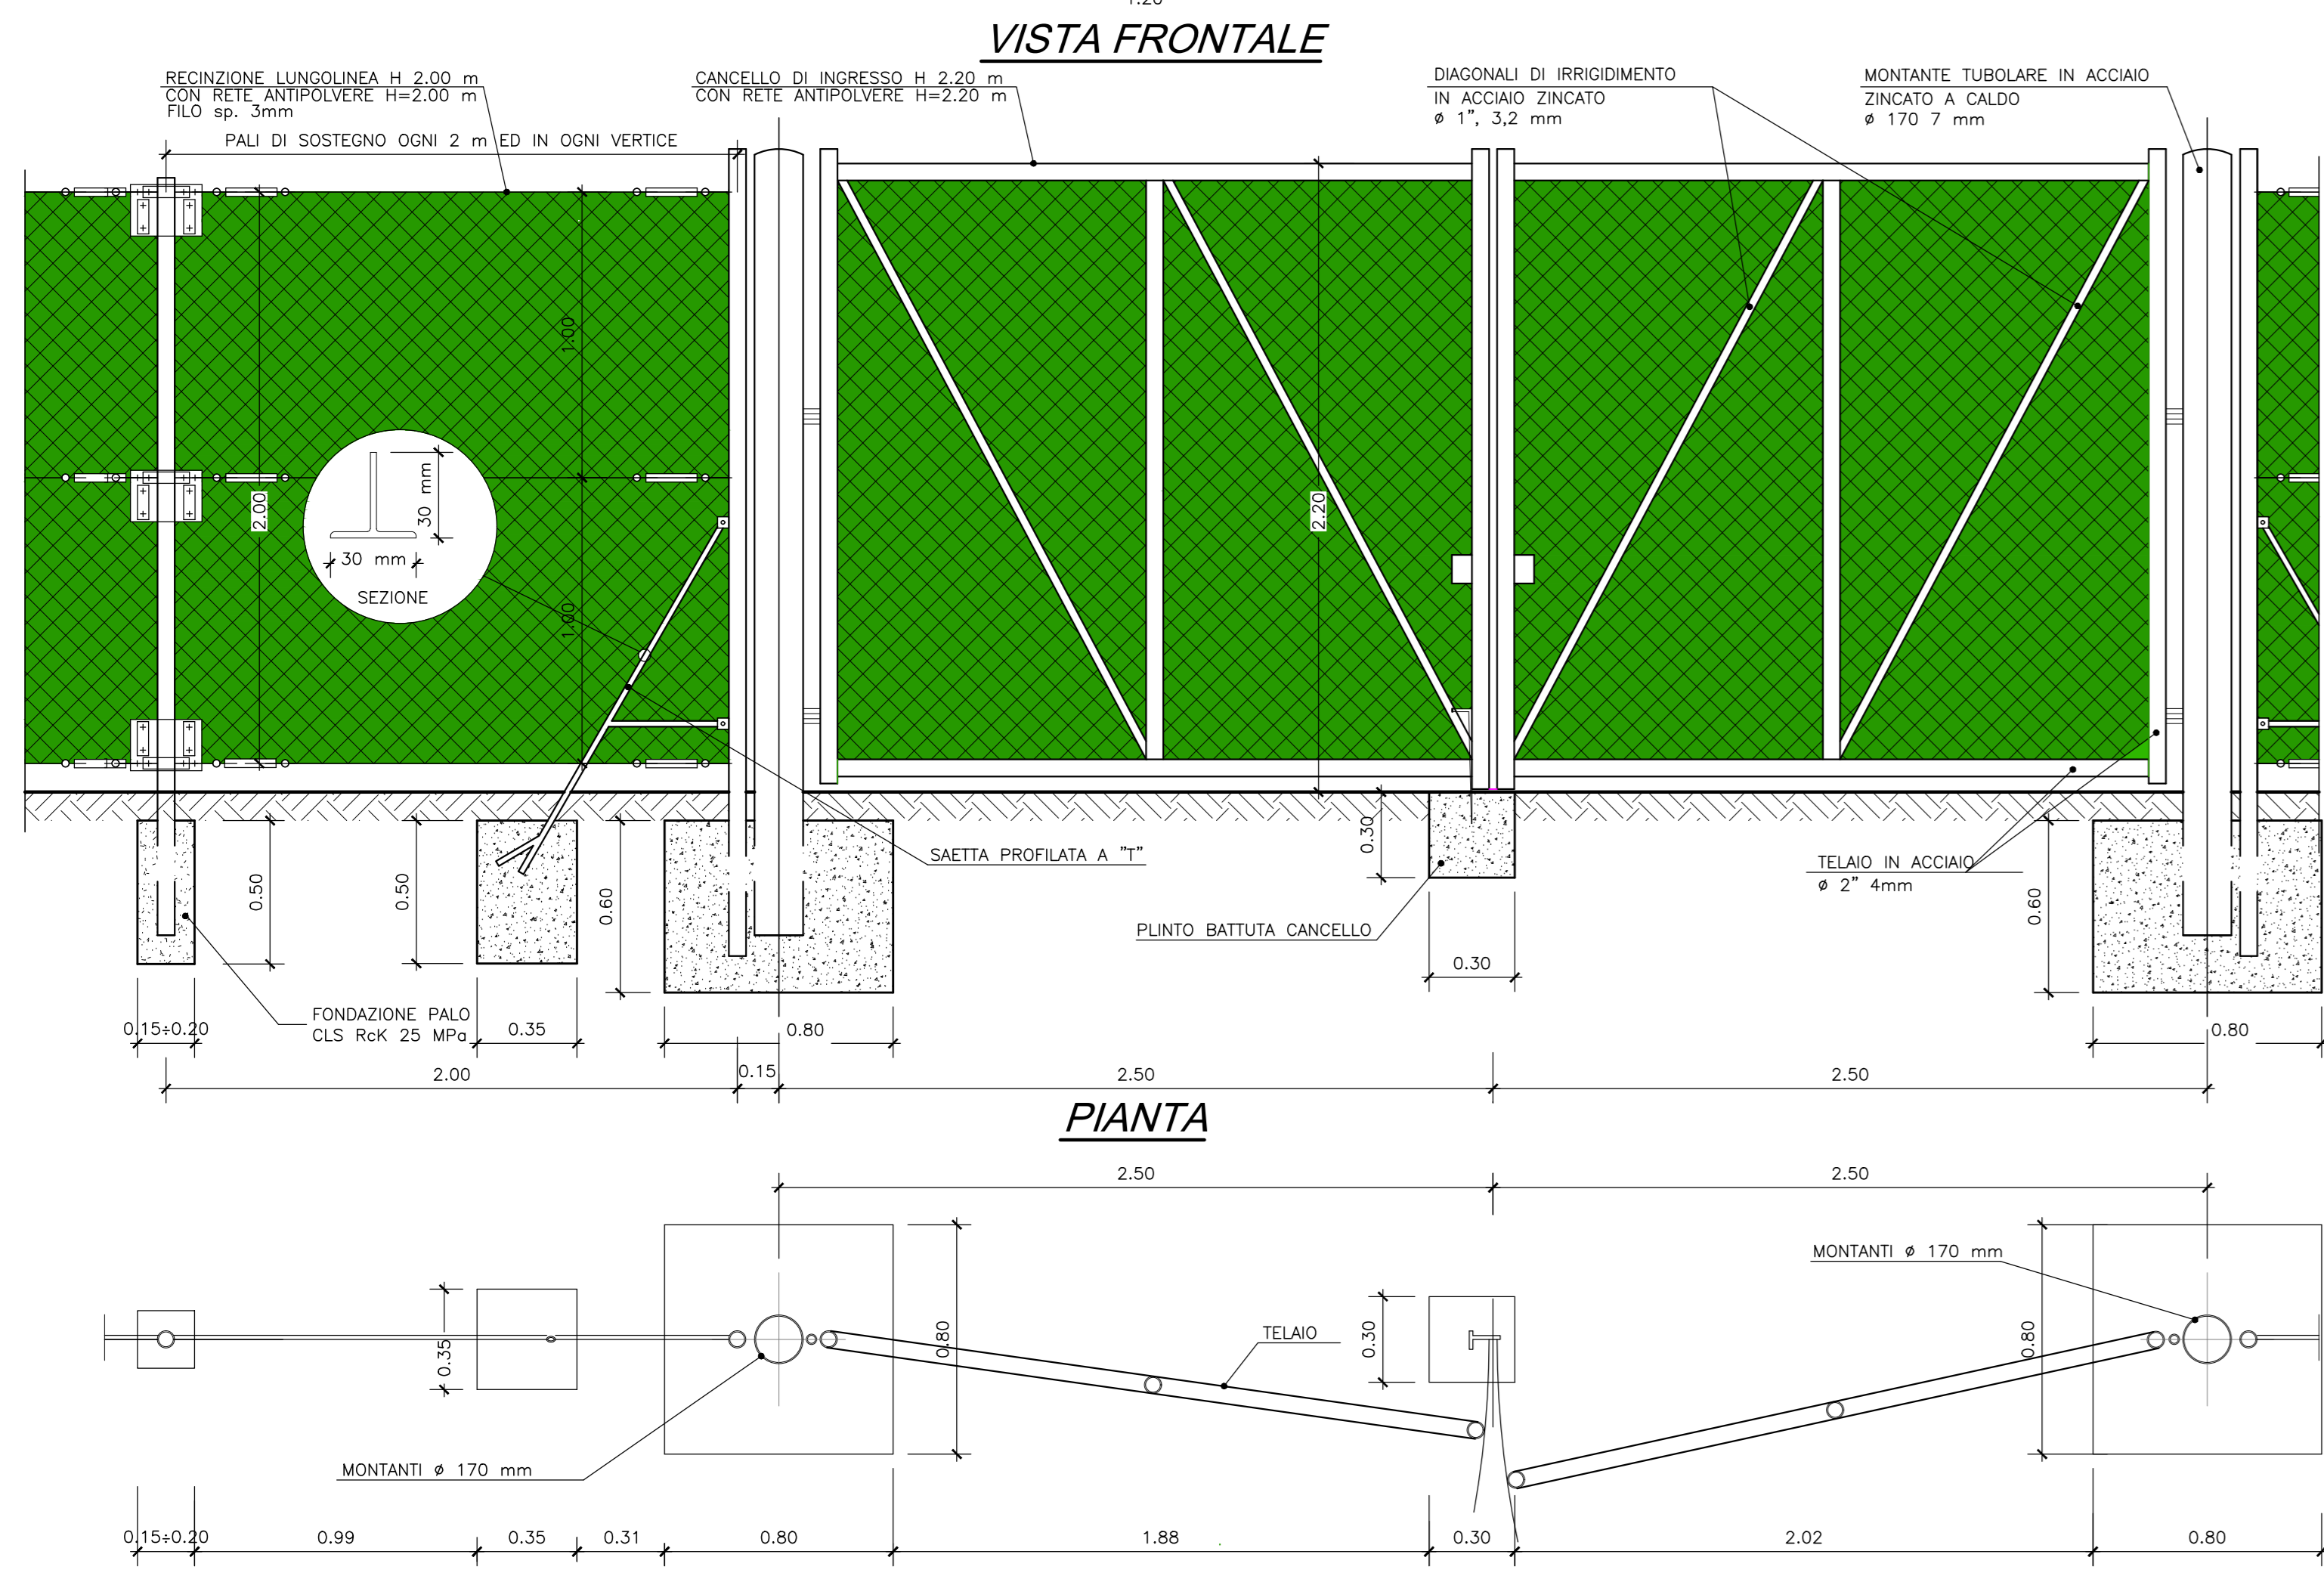 1.20
VISTA FRONTALE
RECINZIONE LUNGOLINEA H 2.00 m
CON RETE ANTIPOLVERE H=2.00 m
FILO sp. 3mm
CANCELLO DI INGRESSO H 2.20 m
CON RETE ANTIPOLVERE H=2.20 m
DIAGONALI DI IRRIGIDIMENTO
IN ACCIAIO ZINCATO
ø 1”, 3,2 mm
MONTANTE TUBOLARE IN ACCIAIO
ZINCATO A CALDO
ø 170 7 mm
PALI DI SOSTEGNO OGNI 2 m ED IN OGNI VERTICE
1.00
2.00
30 mm
30 mm
SEZIONE
1.00
2.20
0.50
0.50
0.60
SAETTA PROFILATA A "T"
0.30
PLINTO BATTUTA CANCELLO
TELAIO IN ACCIAIO
ø 2” 4mm
0.60
0.30
FONDAZIONE PALO
CLS RcK 25 MPa
0.15÷0.20
0.35
0.80
0.80
2.00
0.15
2.50
2.50
PIANTA
2.50
2.50
MONTANTI ø 170 mm
TELAIO
0.35
0.80
0.30
0.80
MONTANTI ø 170 mm
0.15÷0.20
0.99
0.35
0.31
0.80
1.88
0.30
2.02
0.80